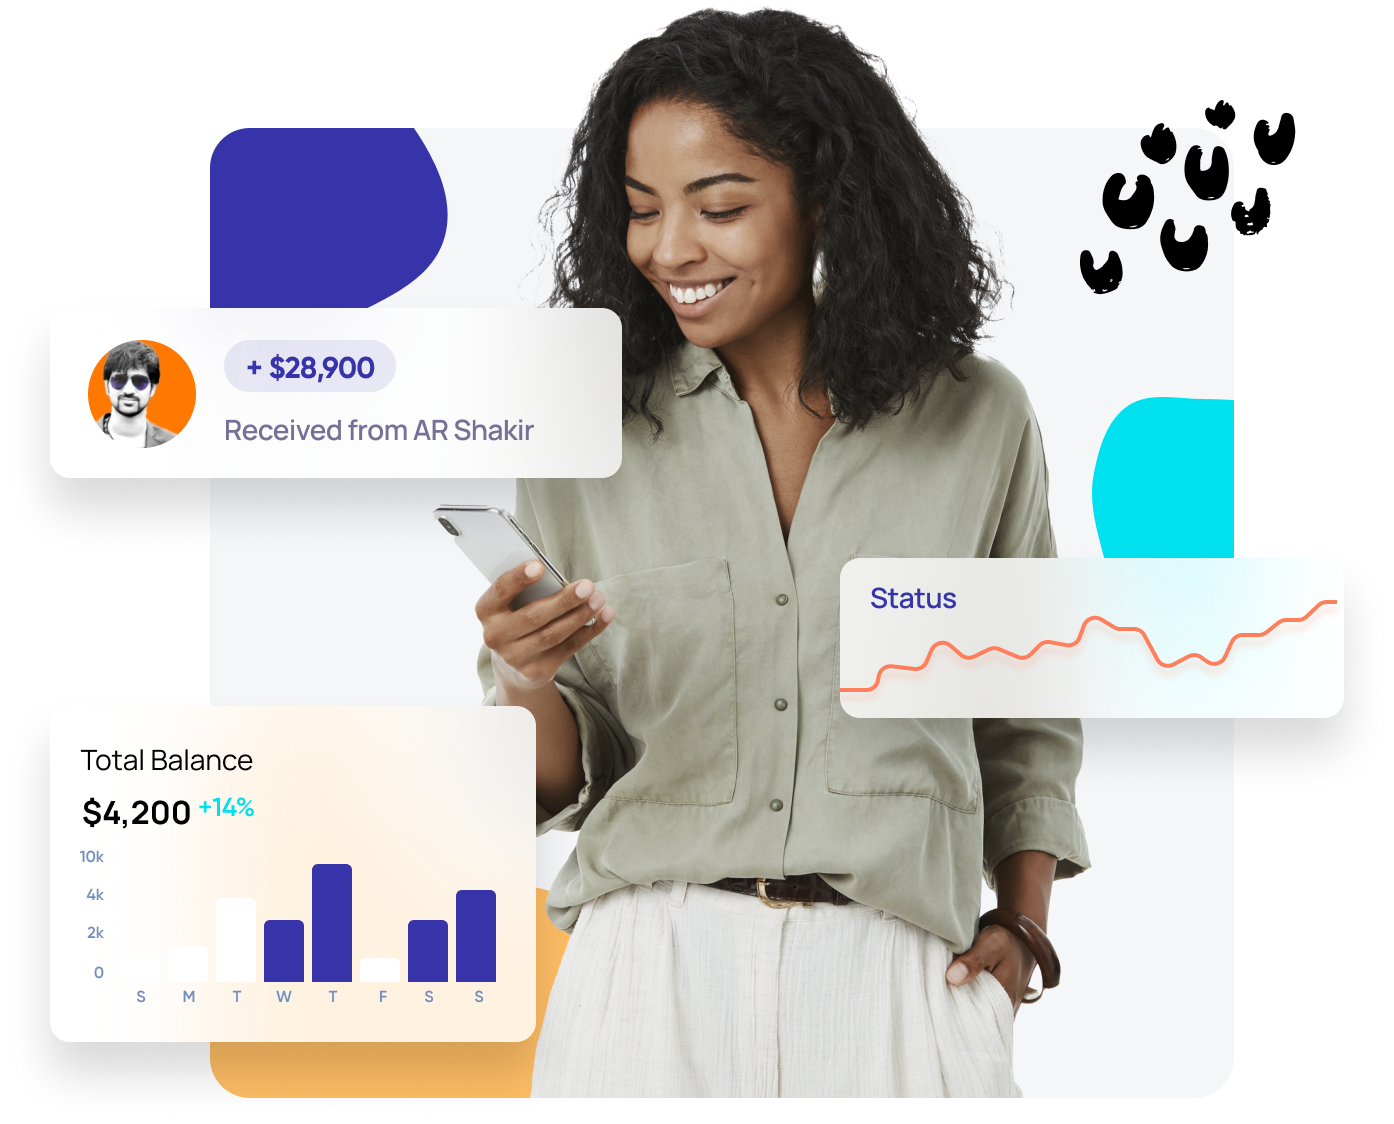 + $28,900
Received from AR Shakir
Status
Total Balance
$4,200 +14%
10k
4k
2k
0
S M T W T F S S